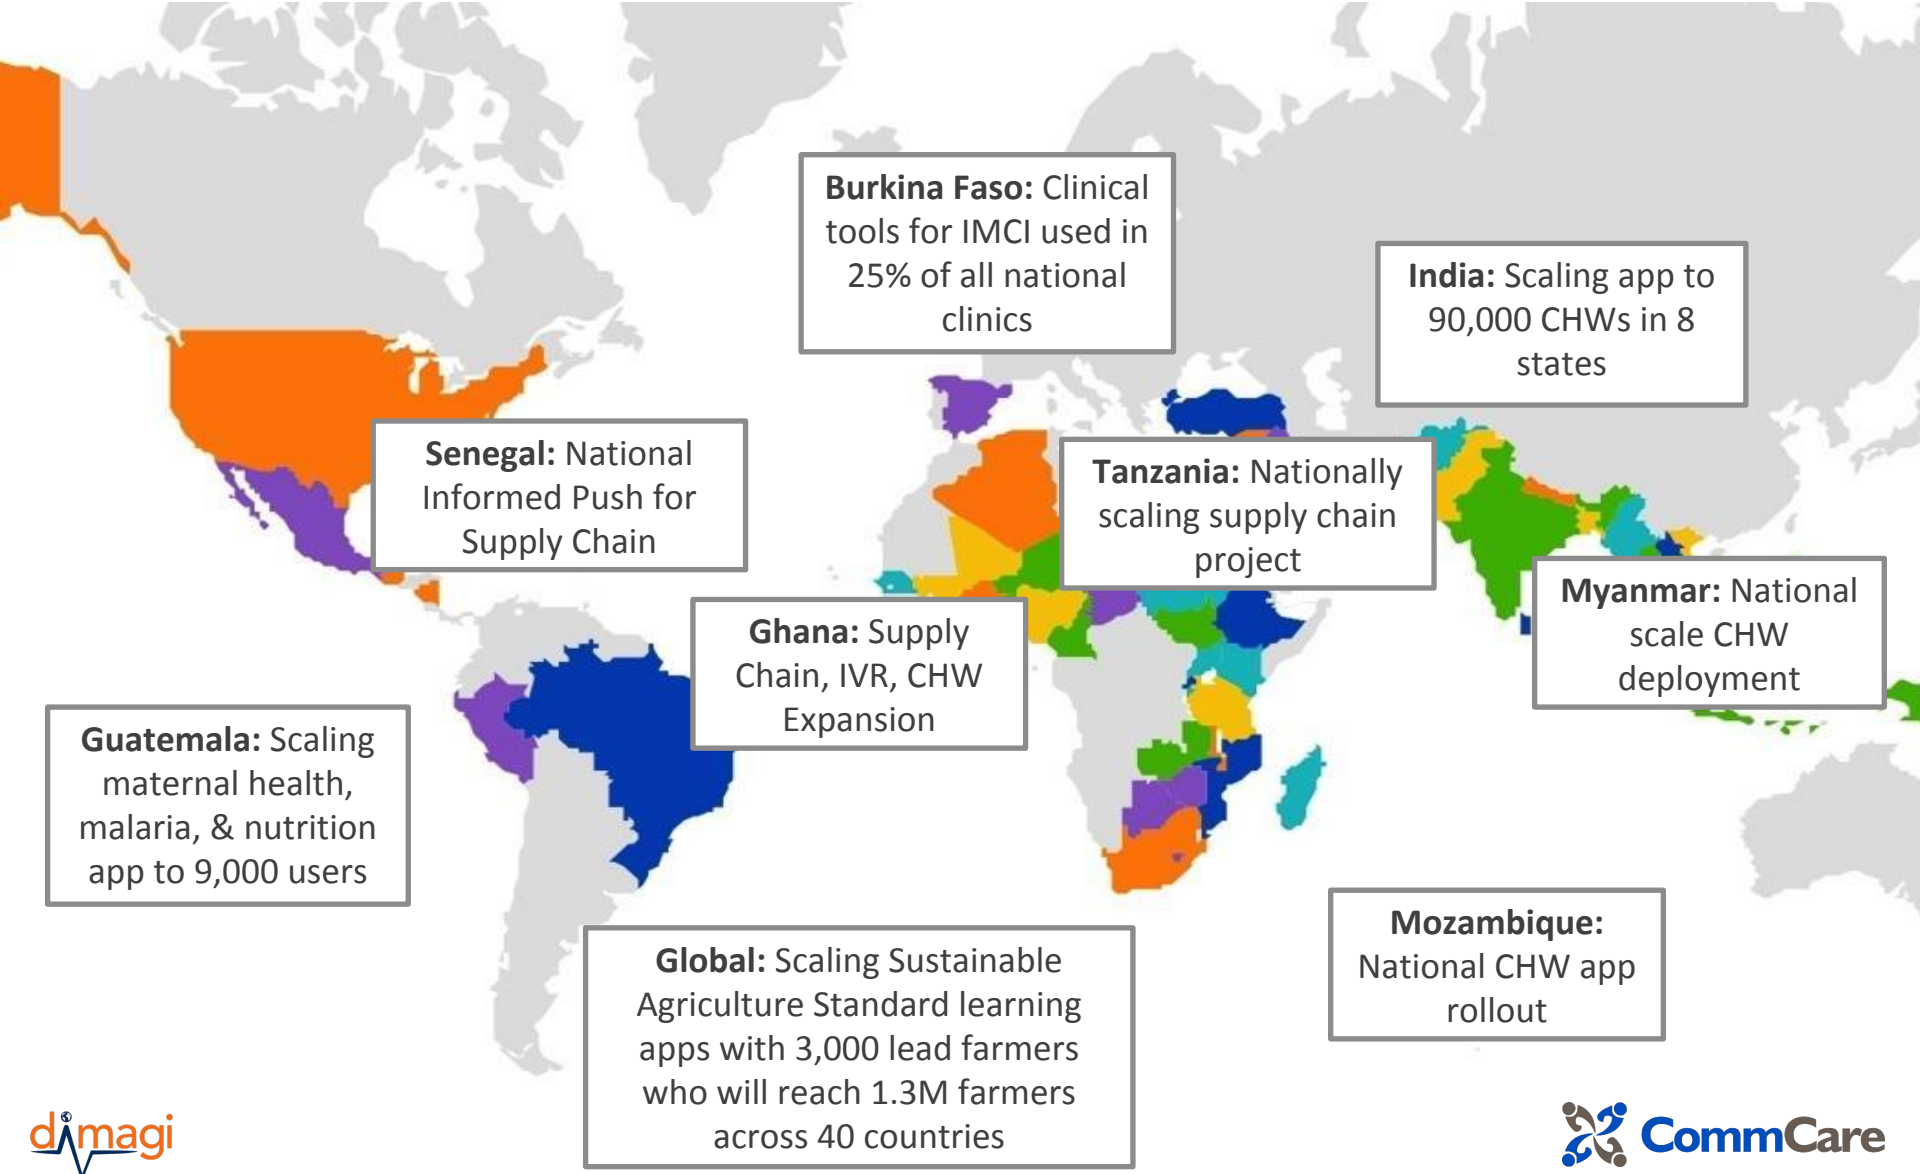 Burkina Faso: Clinical
tools for IMCI used in
25% of all national
clinics
India: Scaling app to
90,000 CHWs in 8
states
Senegal: National
Informed Push for
Supply Chain
Tanzania: Nationally
scaling supply chain
project
Myanmar: National
scale CHW
deployment
Ghana: Supply
Chain, IVR, CHW
Expansion
Guatemala: Scaling
maternal health,
malaria, & nutrition
app to 9,000 users
Mozambique:
National CHW app
rollout
Global: Scaling Sustainable
Agriculture Standard learning
apps with 3,000 lead farmers
who will reach 1.3M farmers
across 40 countries
dimagi
CommCare